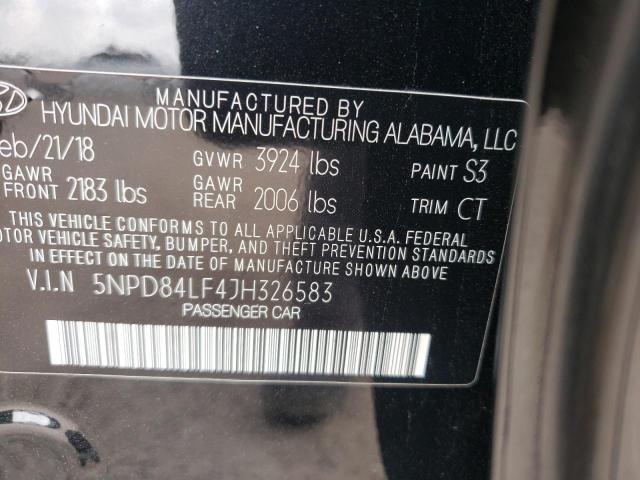 MANUFACTURED BY
HYUNDAI MOTOR MANUFACTURING ALABAMA, LLC
eb/21/18 GVWR 3924 lbs PAINT S3
GAWR FRONT 2183 lbs GAWR REAR 2006 lbs TRIM CT
THIS VEHICLE CONFORMS TO ALL APPLICABLE U.S.A. FEDERAL
OTOR VEHICLE SAFETY, BUMPER, AND THEFT PREVENTION STANDARDS
IN EFFECT ON THE DATE OF MANUFACTURE SHOWN ABOVE
V.I.N 5NPD84LF4JH326583
PASSENGER CAR